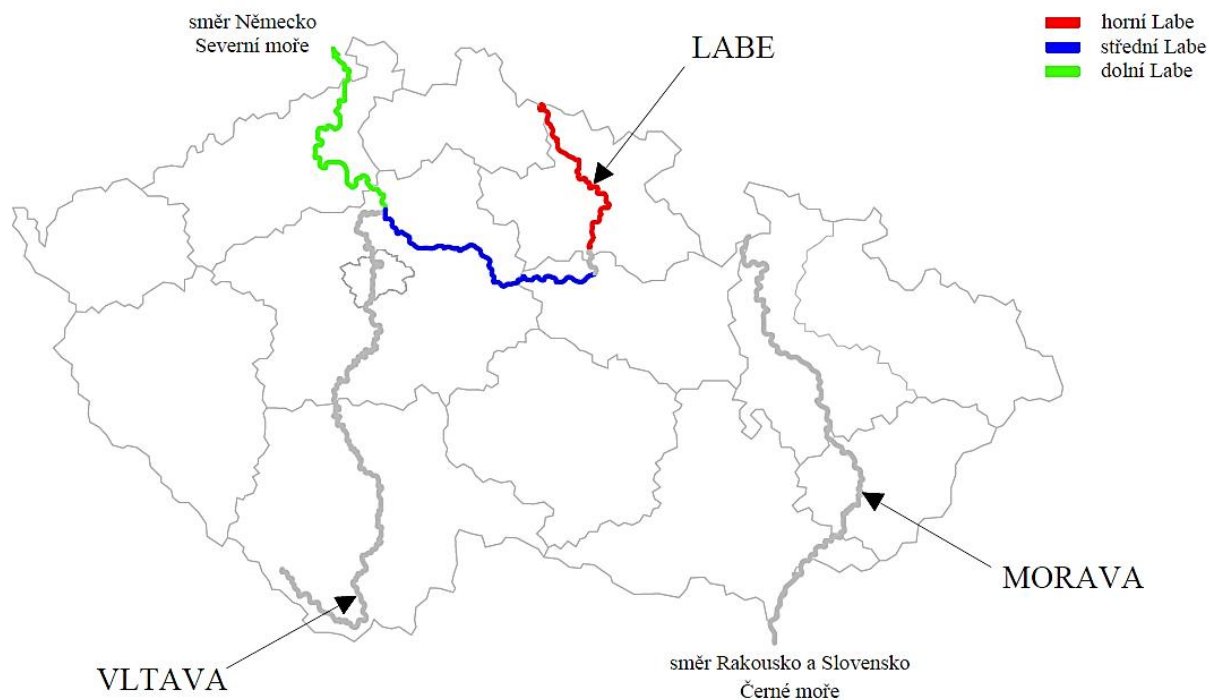 směr Německo
Severní moře
LABE
horní Labe
střední Labe
dolní Labe
MORAVA
VLTAVA
směr Rakousko a Slovensko
Černé moře